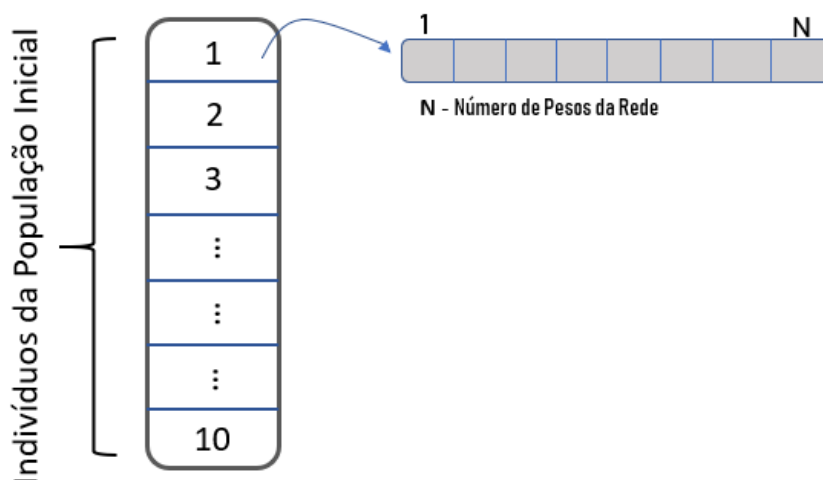 Indivíduos da População Inicial
1
2
3
...
...
...
10
1
N
N - Número de Pesos da Rede